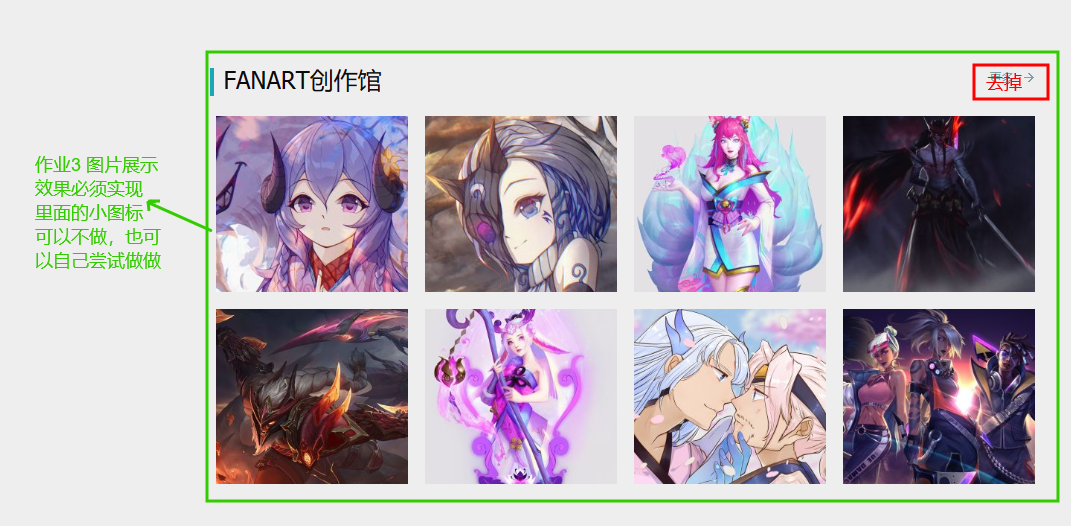 FANART创作馆
去掉
作业3 图片展示
效果必须实现
里面的小图标
可以不做，也可
以自己尝试做做